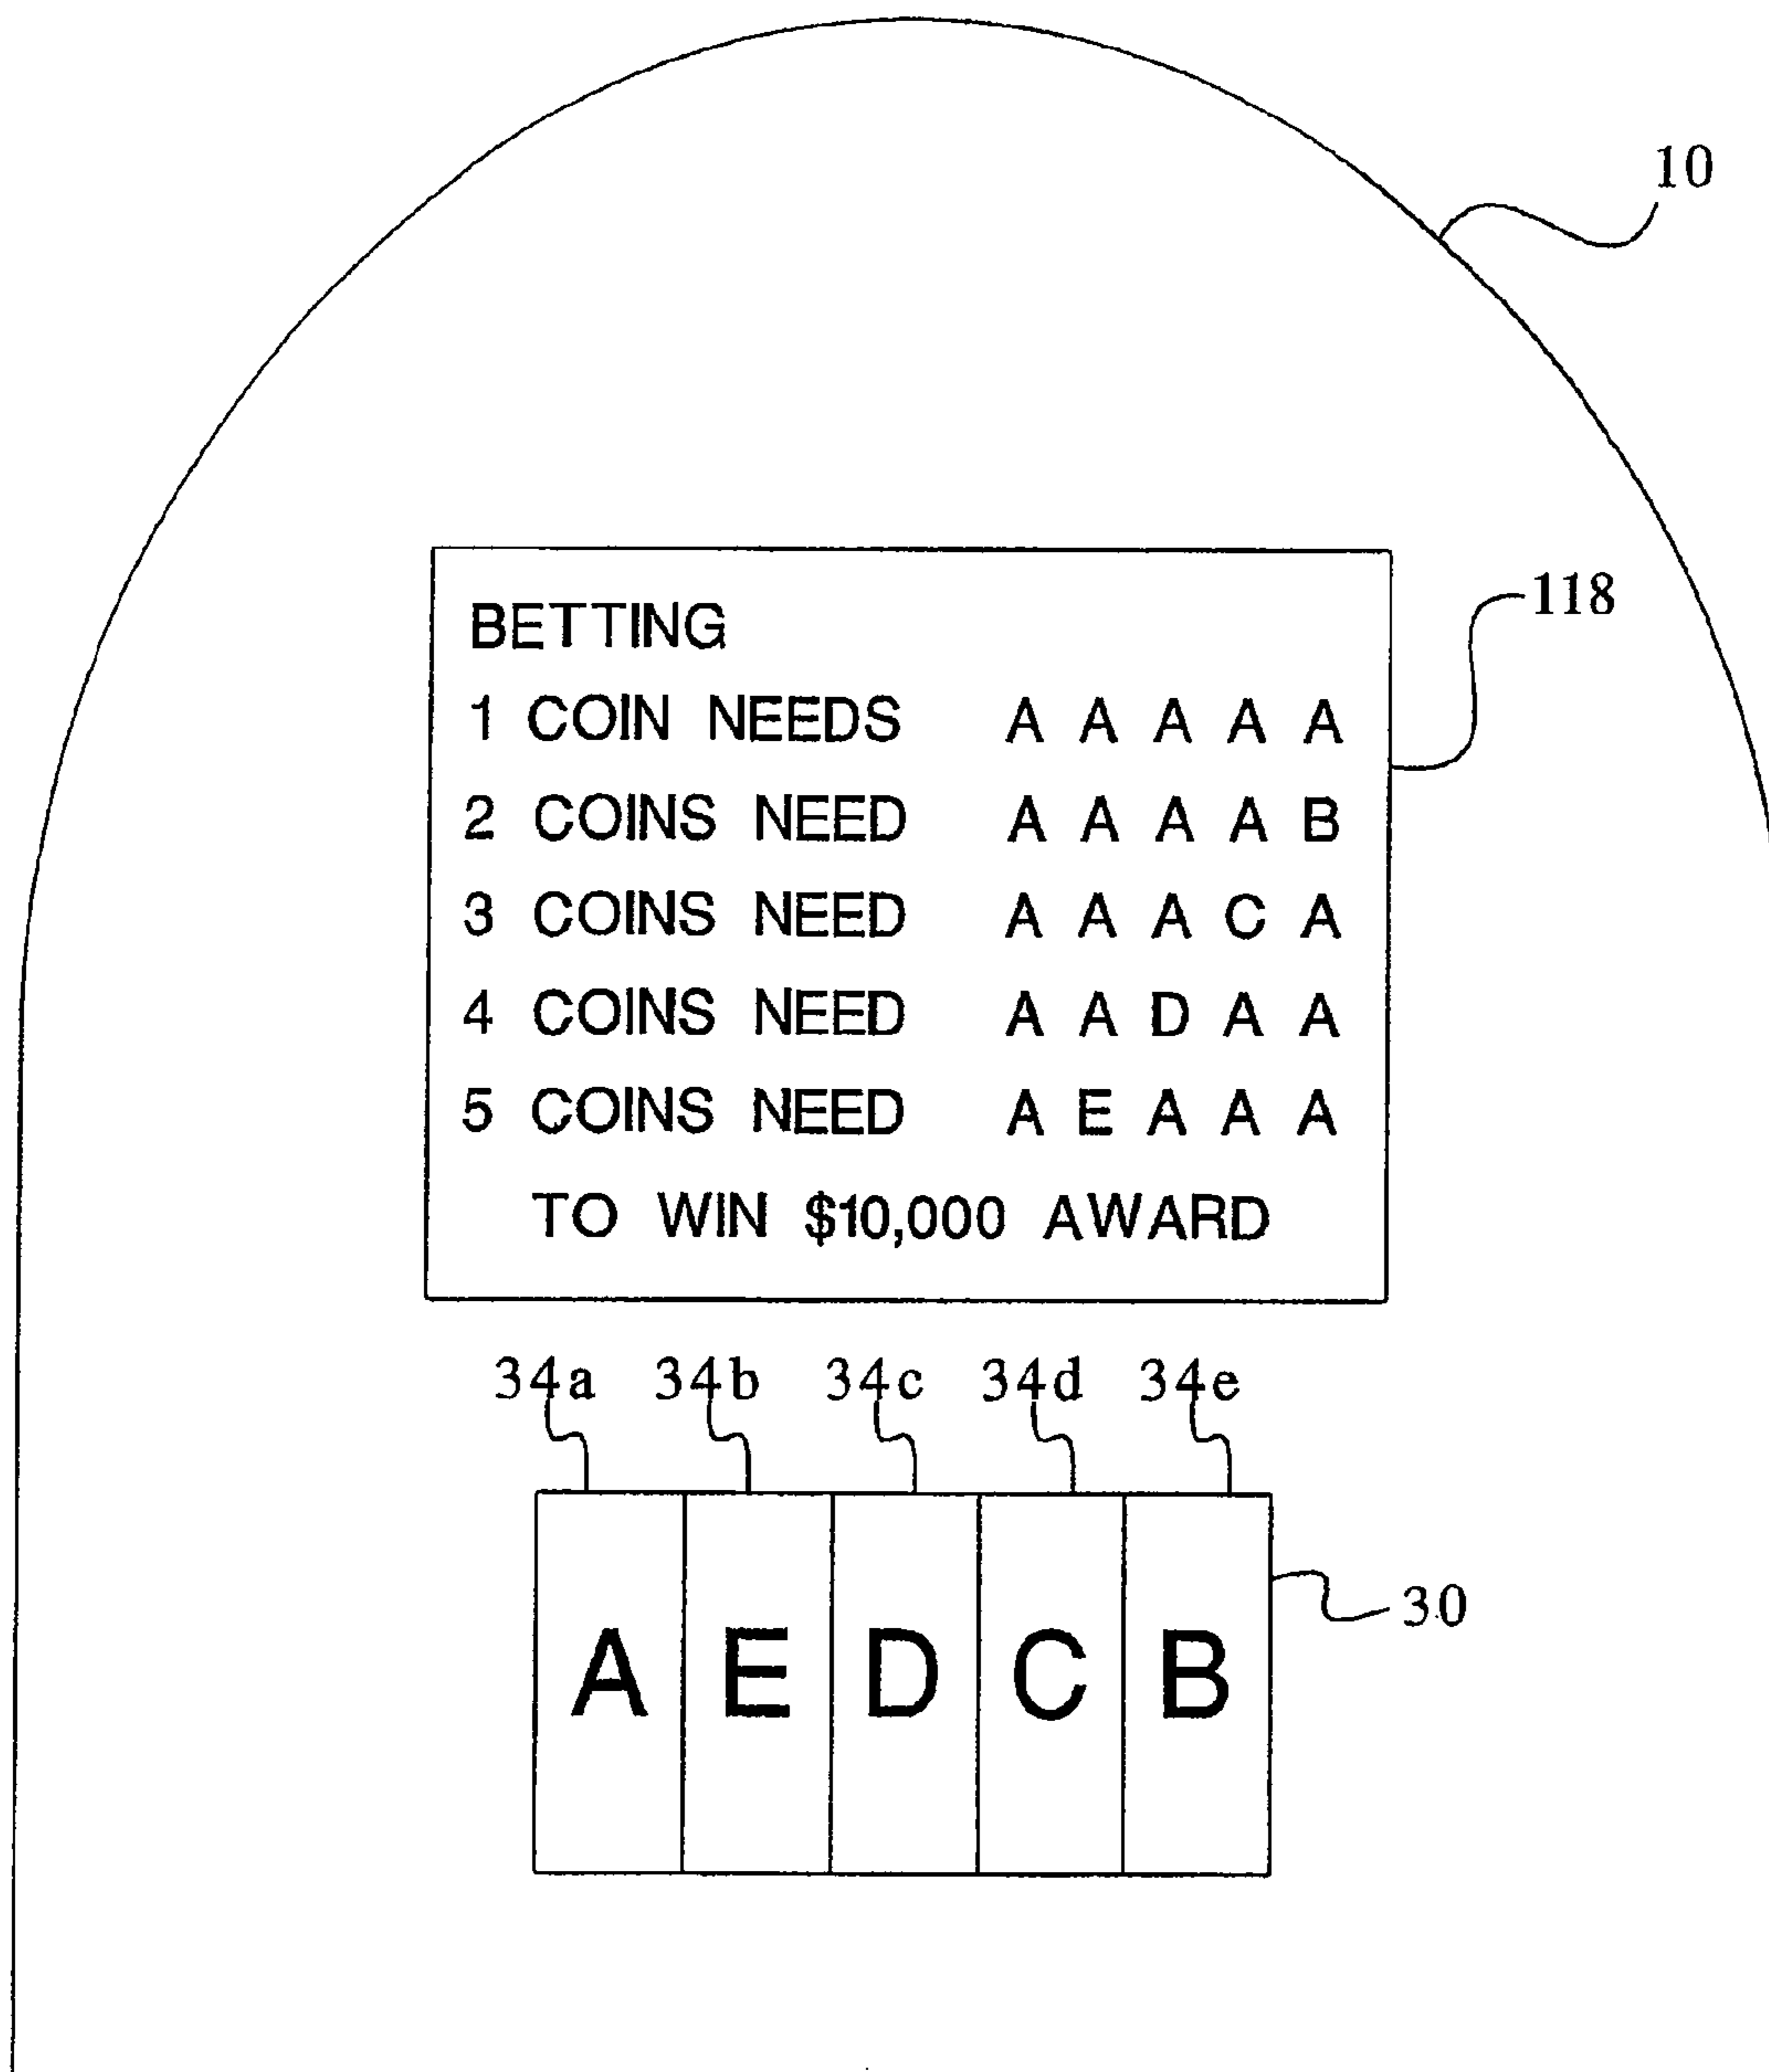 10
118
BETTING
1 COIN NEEDS A A A A A
2 COINS NEED A A A A B
3 COINS NEED A A A C A
4 COINS NEED A A D A A
5 COINS NEED A E A A A
TO WIN $10,000 AWARD
34a 34b 34c 34d 34e
30
A E D C B